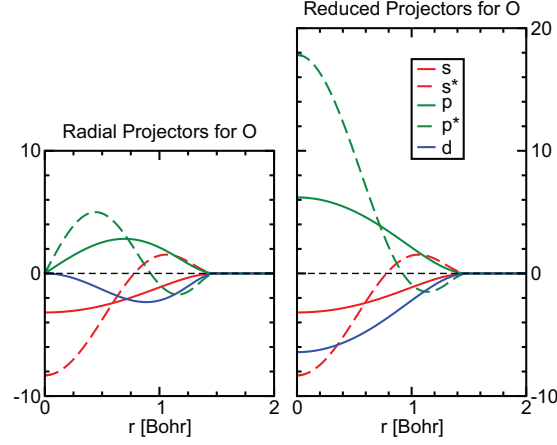 Reduced Projectors for O
20
s
s*
p
p*
d
10
0
-10
0
1
2
r [Bohr]
Radial Projectors for O
10
0
-10
0
1
2
r [Bohr]